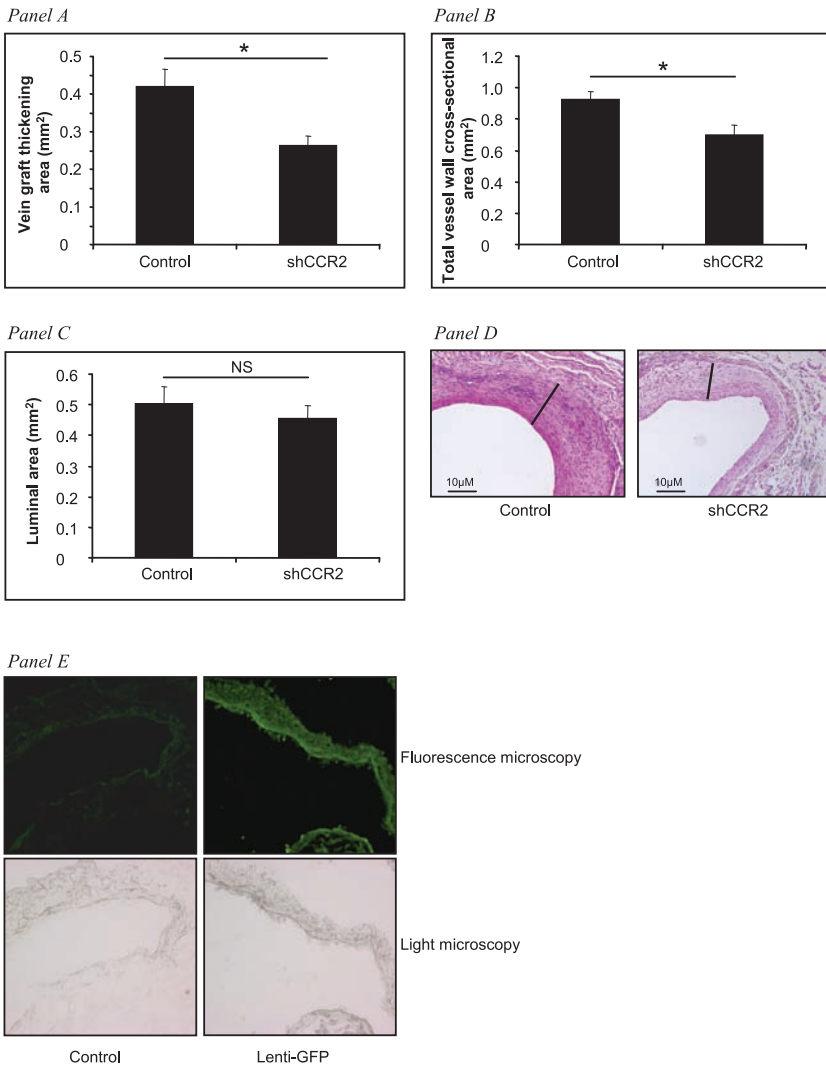 Panel A
Vein graft thickening
area (mm²)
0.5
0.4
0.3
0.2
0.1
0
*
Control
shCCR2
Panel B
Total vessel wall cross-sectional
area (mm²)
1.2
1.0
0.8
0.6
0.4
0.2
0
*
Control
shCCR2
Panel C
Luminal area (mm²)
0.6
0.5
0.4
0.3
0.2
0.1
0
NS
Control
shCCR2
Panel D
10µM
10µM
Control
shCCR2
Panel E
Fluorescence microscopy
Light microscopy
Control
Lenti-GFP